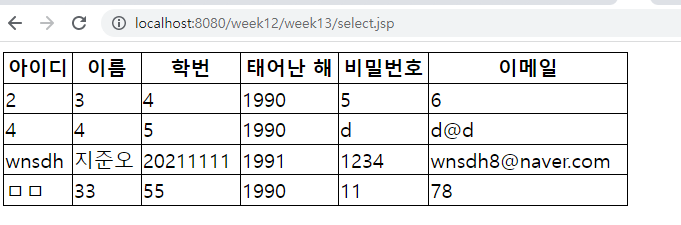 localhost:8080/week12/week13/select.jsp
아이디 이름 학번 태어난 해 비밀번호 이메일
2 3 4 1990 5 6
4 4 5 1990 d d@d
wnsdh 지준오 20211111 1991 1234 wnsdh8@naver.com
ㅁㅁ 33 55 1990 11 78